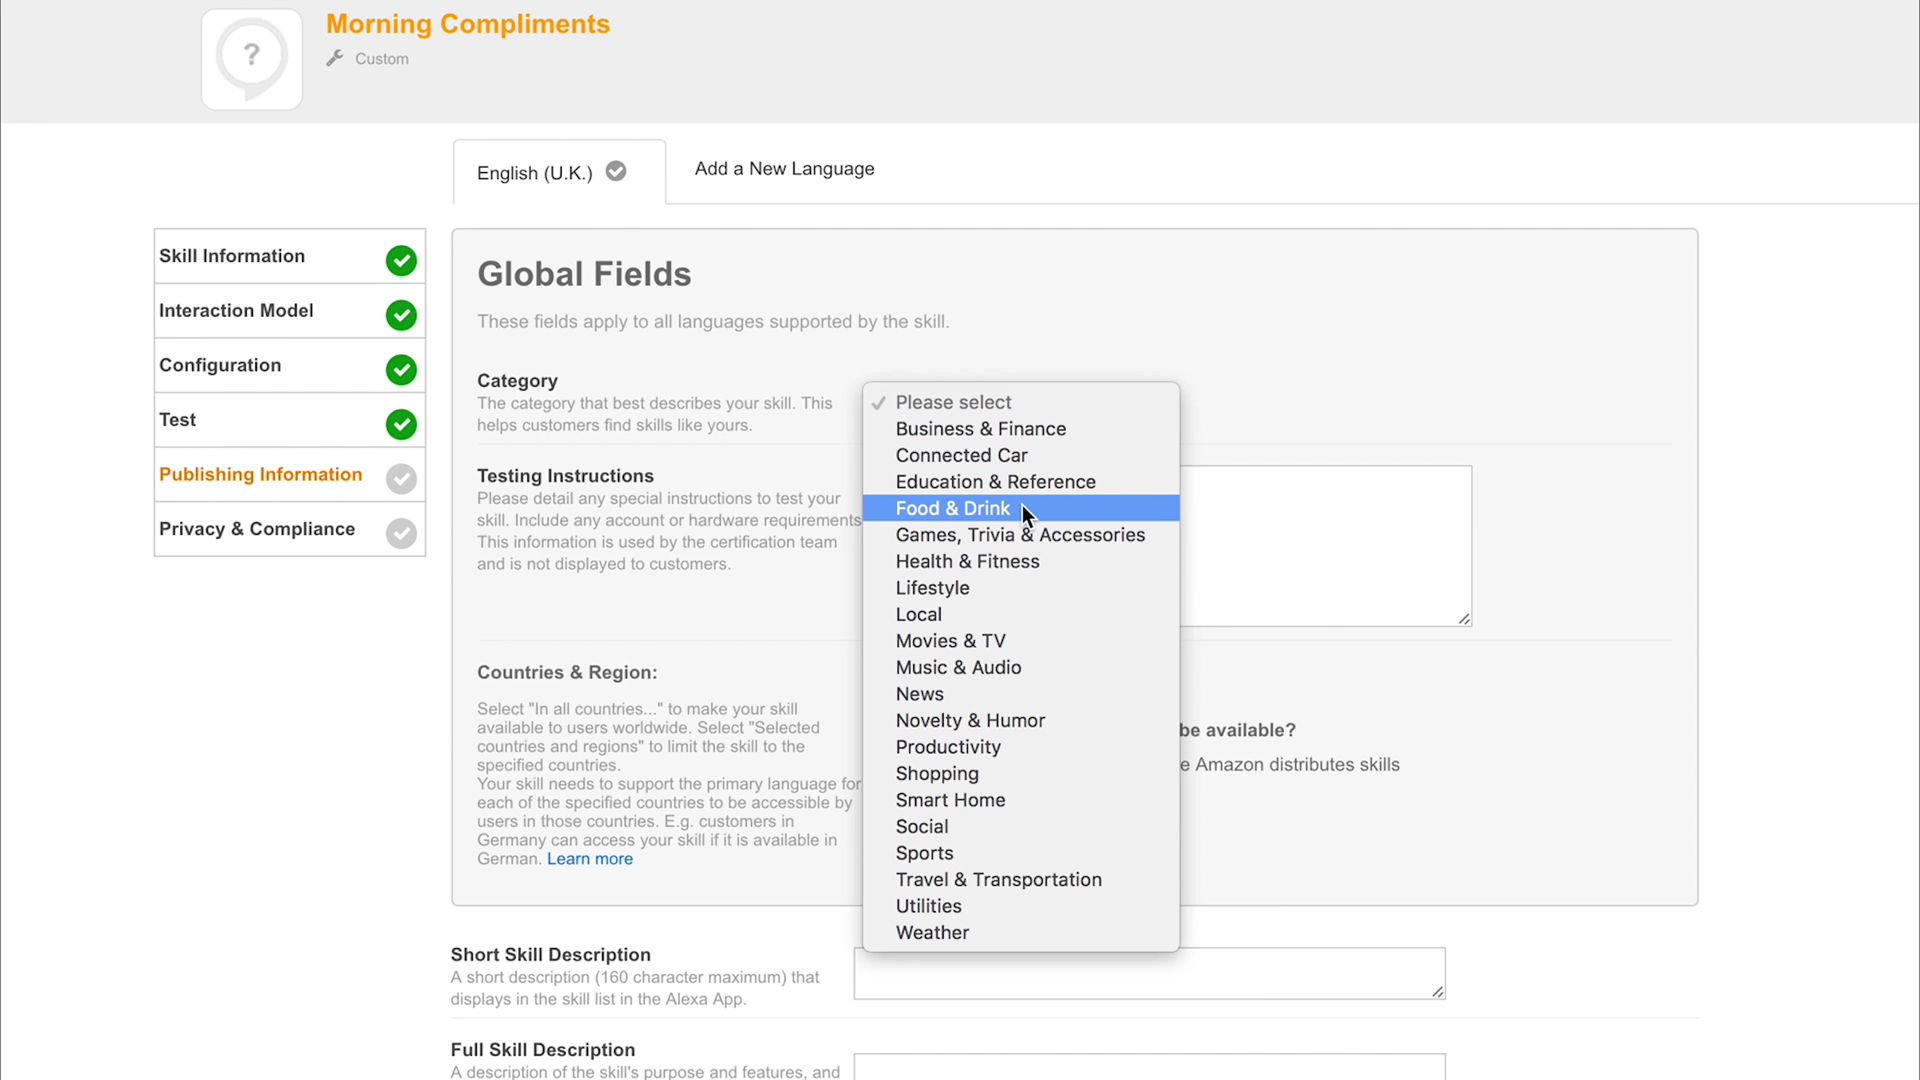 ?
Morning Compliments
Custom
English (U.K.)
Add a New Language
Skill Information
Interaction Model
Configuration
Test
Publishing Information
Privacy & Compliance
Global Fields
These fields apply to all languages supported by the skill.
Category
The category that best describes your skill. This
helps customers find skills like yours.
Please select
Business & Finance
Connected Car
Education & Reference
Food & Drink
Games, Trivia & Accessories
Health & Fitness
Lifestyle
Local
Movies & TV
Music & Audio
News
Novelty & Humor
Productivity
Shopping
Smart Home
Social
Sports
Travel & Transportation
Utilities
Weather
Testing Instructions
Please detail any special instructions to test your
skill. Include any account or hardware requirements
This information is used by the certification team
and is not displayed to customers.
Countries & Region:
Select "In all countries..." to make your skill
available to users worldwide. Select "Selected
countries and regions" to limit the skill to the
specified countries.
Your skill needs to support the primary language for
each of the specified countries to be accessible by
users in those countries. E.g. customers in
Germany can access your skill if it is available in
German. Learn more
be available?
e Amazon distributes skills
Short Skill Description
A short description (160 character maximum) that
displays in the skill list in the Alexa App.
Full Skill Description
A description of the skill's purpose and features, and